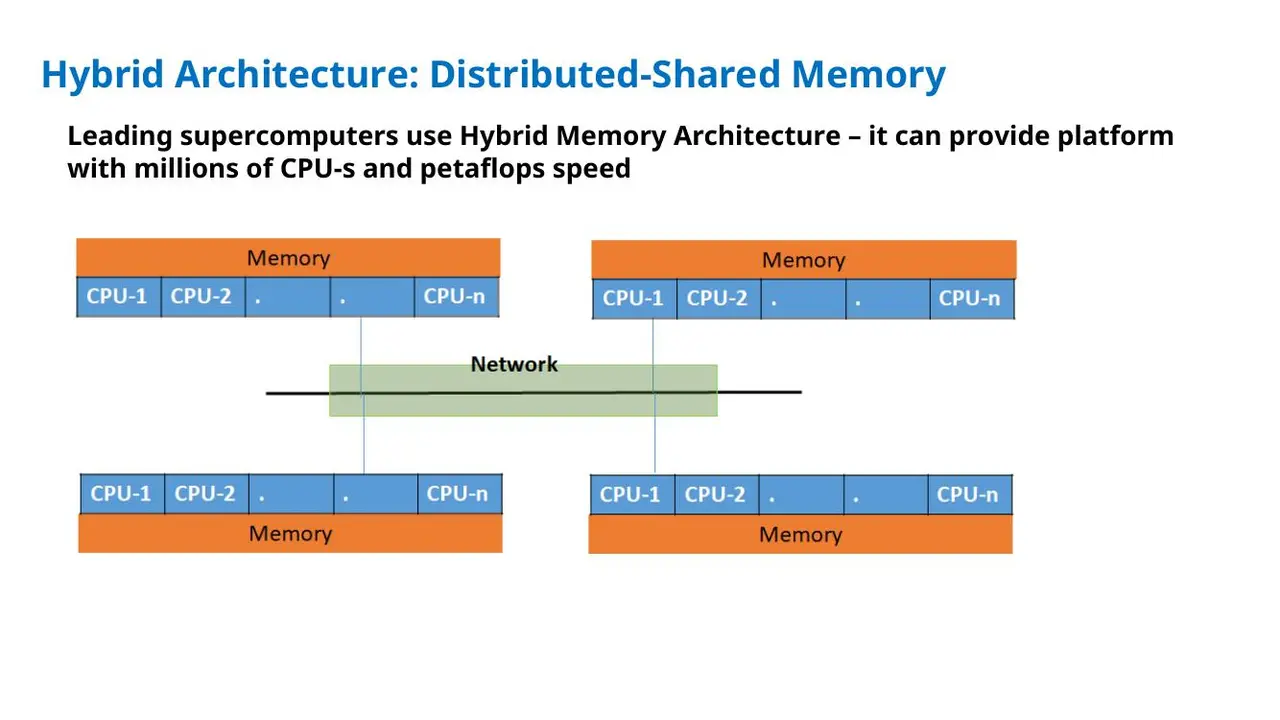 Hybrid Architecture: Distributed-Shared Memory
Leading supercomputers use Hybrid Memory Architecture – it can provide platform
with millions of CPU-s and petaflops speed
Memory
CPU-1 CPU-2 . . CPU-n
Memory
CPU-1 CPU-2 . . CPU-n
Network
CPU-1 CPU-2 . . CPU-n
Memory
CPU-1 CPU-2 . . CPU-n
Memory